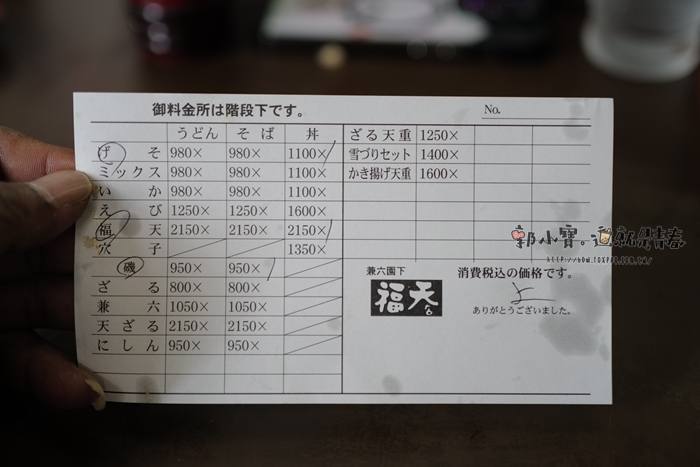 御料金所は階段下です。 No.
うどん そば 丼
げそ 980× 980× 1100×
ミックス 980× 980× 1100×
いか 980× 980× 1100×
えび 1250× 1250× 1600×
福天 2150× 2150× 2150×
穴子 1350×
磯 950× 950×
ざる 800× 800×
兼六 1050× 1050×
天ざる 2150× 2150×
にしん 950× 950×
ざる天重 1250×
雪づりセット 1400×
かき揚げ天重 1600×
郭小寶。這就是青春
兼六園下 消費税込の価格です。
福天
ありがとうございました。